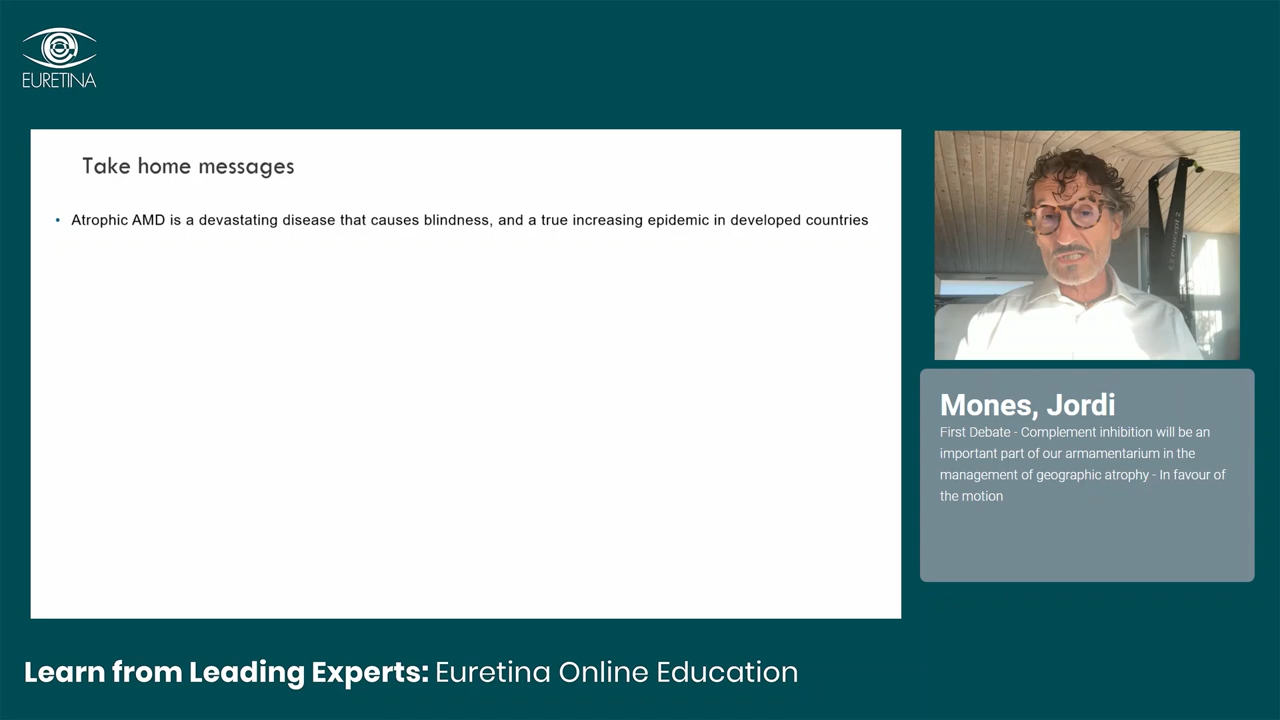 EURETINA
Take home messages
• Atrophic AMD is a devastating disease that causes blindness, and a true increasing epidemic in developed countries
Mones, Jordi
First Debate - Complement inhibition will be an
important part of our armamentarium in the
management of geographic atrophy - In favour of
the motion
Learn from Leading Experts: Euretina Online Education